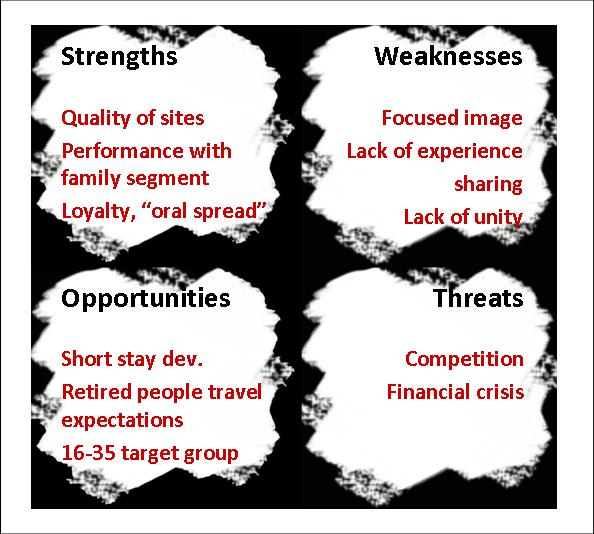 Strengths
Quality of sites
Performance with
family segment
Loyalty, “oral spread”
Weaknesses
Focused image
Lack of experience
sharing
Lack of unity
Opportunities
Short stay dev.
Retired people travel
expectations
16-35 target group
Threats
Competition
Financial crisis